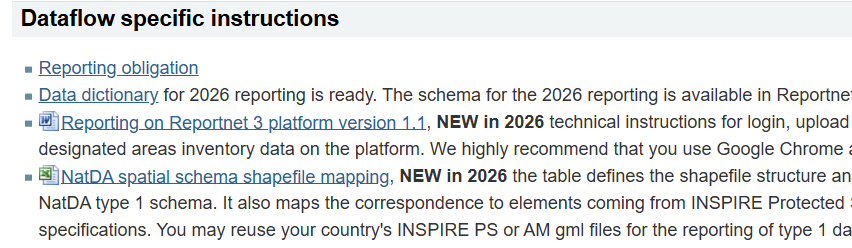 Dataflow specific instructions
Reporting obligation
Data dictionary for 2026 reporting is ready. The schema for the 2026 reporting is available in Reportnet
Reporting on Reportnet 3 platform version 1.1, NEW in 2026 technical instructions for login, upload
designated areas inventory data on the platform. We highly recommend that you use Google Chrome a
NatDA spatial schema shapefile mapping, NEW in 2026 the table defines the shapefile structure an
NatDA type 1 schema. It also maps the correspondence to elements coming from INSPIRE Protected S
specifications. You may reuse your country's INSPIRE PS or AM gml files for the reporting of type 1 da